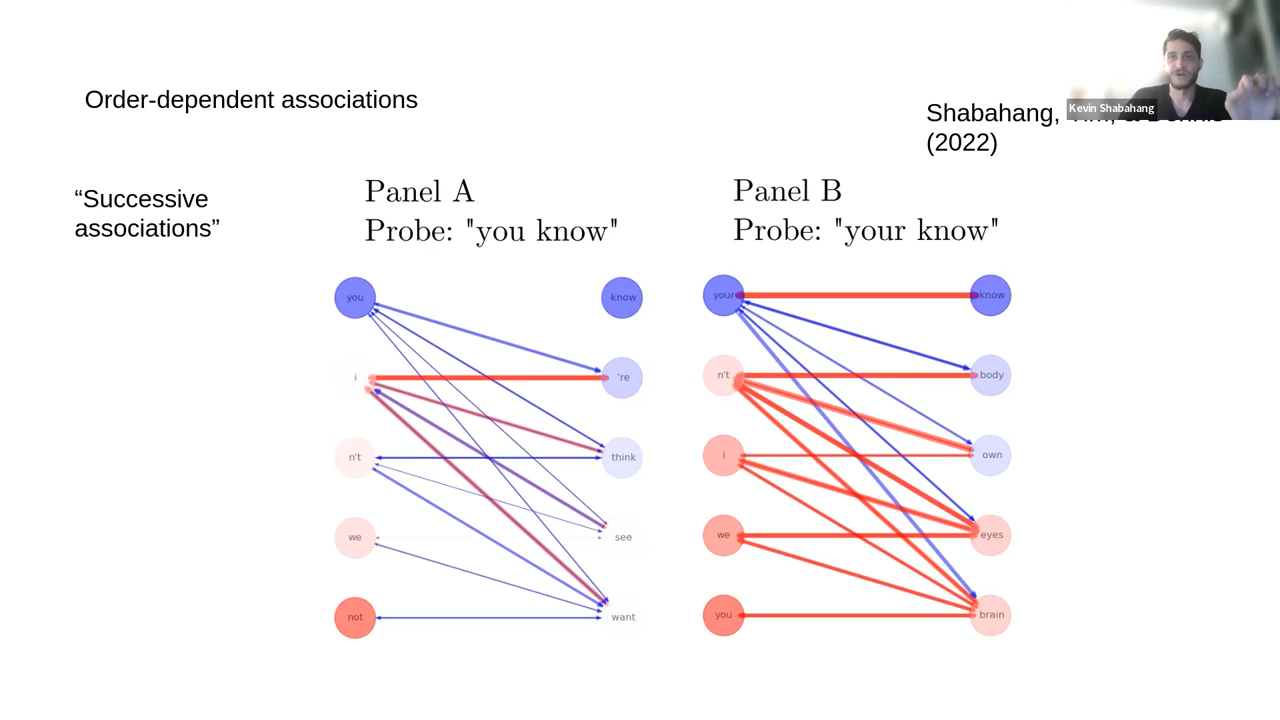 Kevin Shabahang
Order-dependent associations
Shabahang,
(2022)
“Successive
associations”
Panel A
Probe: "you know"
you
know
i
're
n't
think
we
see
not
want
Panel B
Probe: "your know"
your
know
n't
body
i
own
we
eyes
you
brain